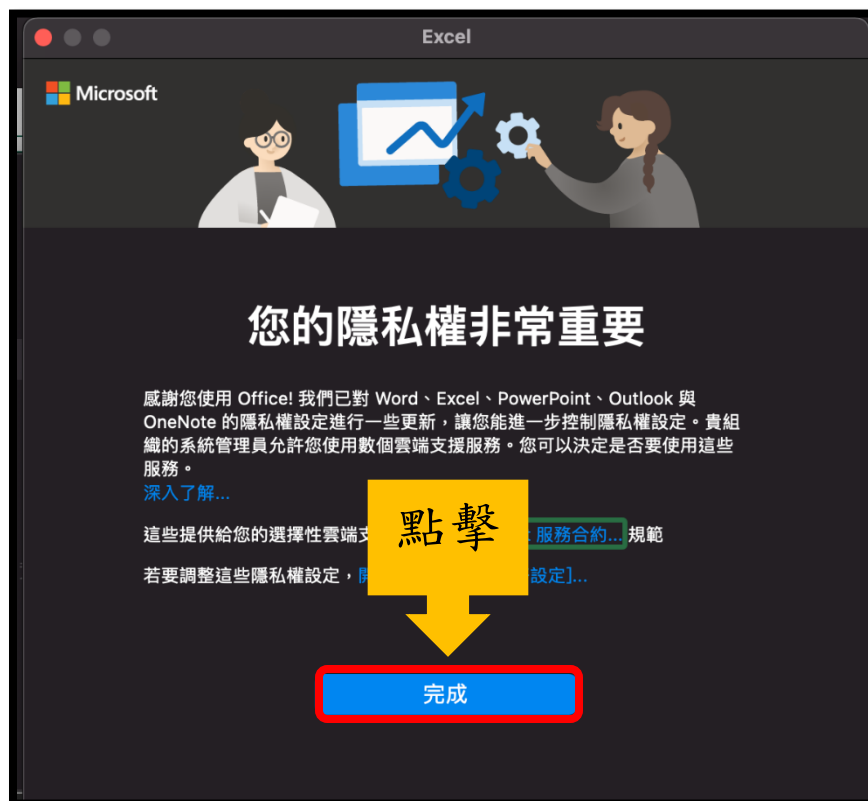 Excel
Microsoft
您的隱私權非常重要
感謝您使用 Office! 我們已對 Word、Excel、PowerPoint、Outlook 與
OneNote 的隱私權設定進行一些更新，讓您能進一步控制隱私權設定。貴組
織的系統管理員允許您使用數個雲端支援服務。您可以決定是否要使用這些
服務。
深入了解...
這些提供給您的選擇性雲端
服務合約...規範
若要調整這些隱私權設定，
設定]...
點擊
完成